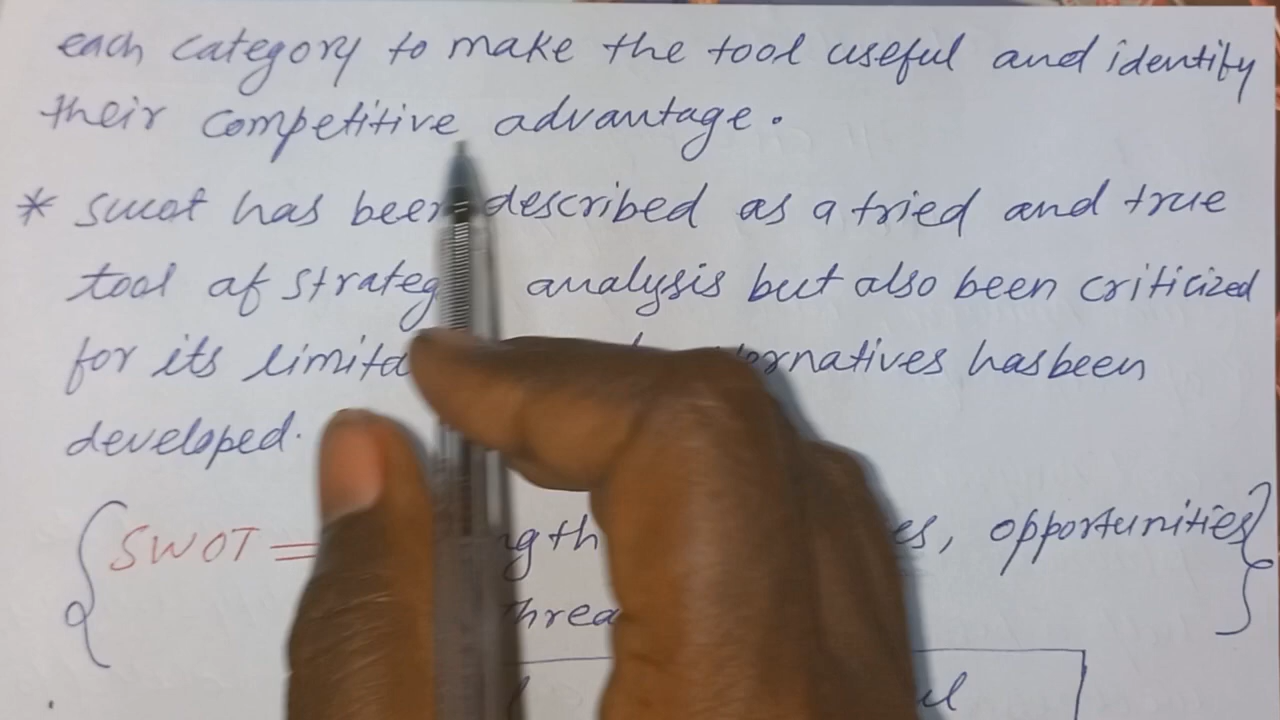 each category to make the tool useful and identify
their competitive advantage.
* swot has been described as a tried and true
tool of strateg analysis but also been criticized
for its limita ernatives has been
developed.
{ SWOT = ngth es, opportunities }
threa